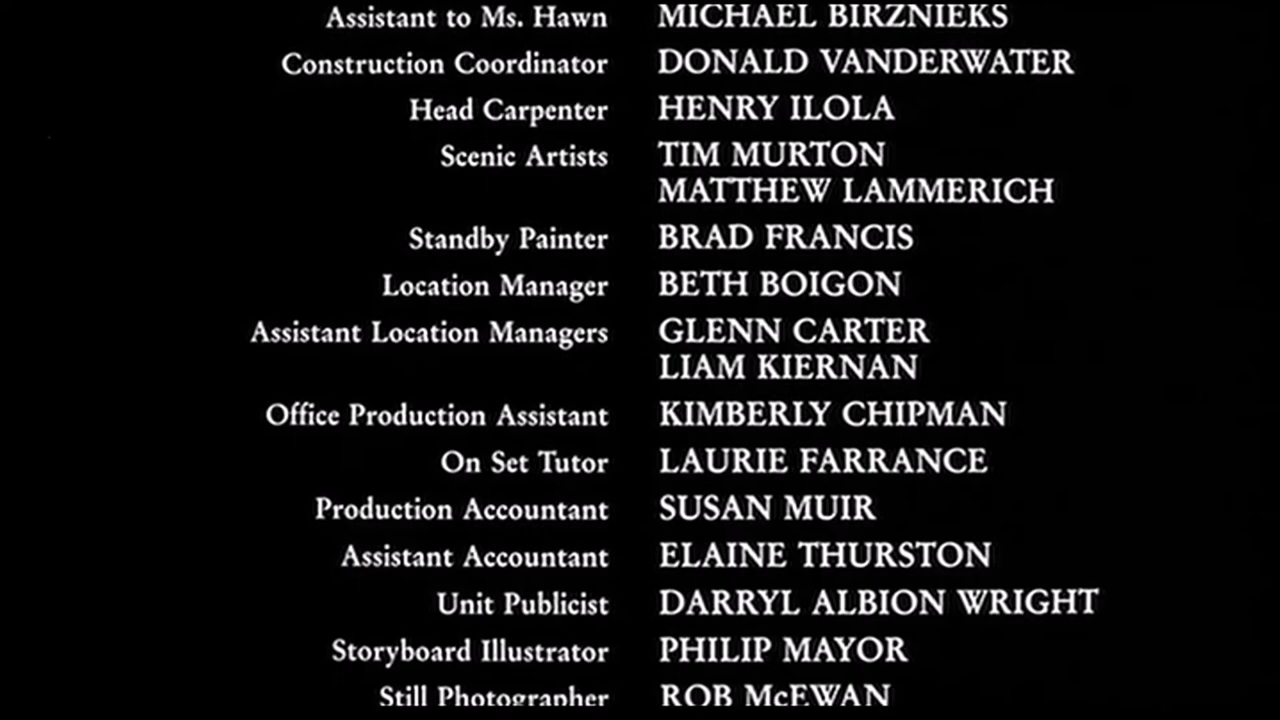 Assistant to Ms. Hawn MICHAEL BIRZNIEKS
Construction Coordinator DONALD VANDERWATER
Head Carpenter HENRY ILOLA
Scenic Artists TIM MURTON
MATTHEW LAMMERICH
Standby Painter BRAD FRANCIS
Location Manager BETH BOIGON
Assistant Location Managers GLENN CARTER
LIAM KIERNAN
Office Production Assistant KIMBERLY CHIPMAN
On Set Tutor LAURIE FARRANCE
Production Accountant SUSAN MUIR
Assistant Accountant ELAINE THURSTON
Unit Publicist DARRYL ALBION WRIGHT
Storyboard Illustrator PHILIP MAYOR
Still Photographer ROB McEWAN